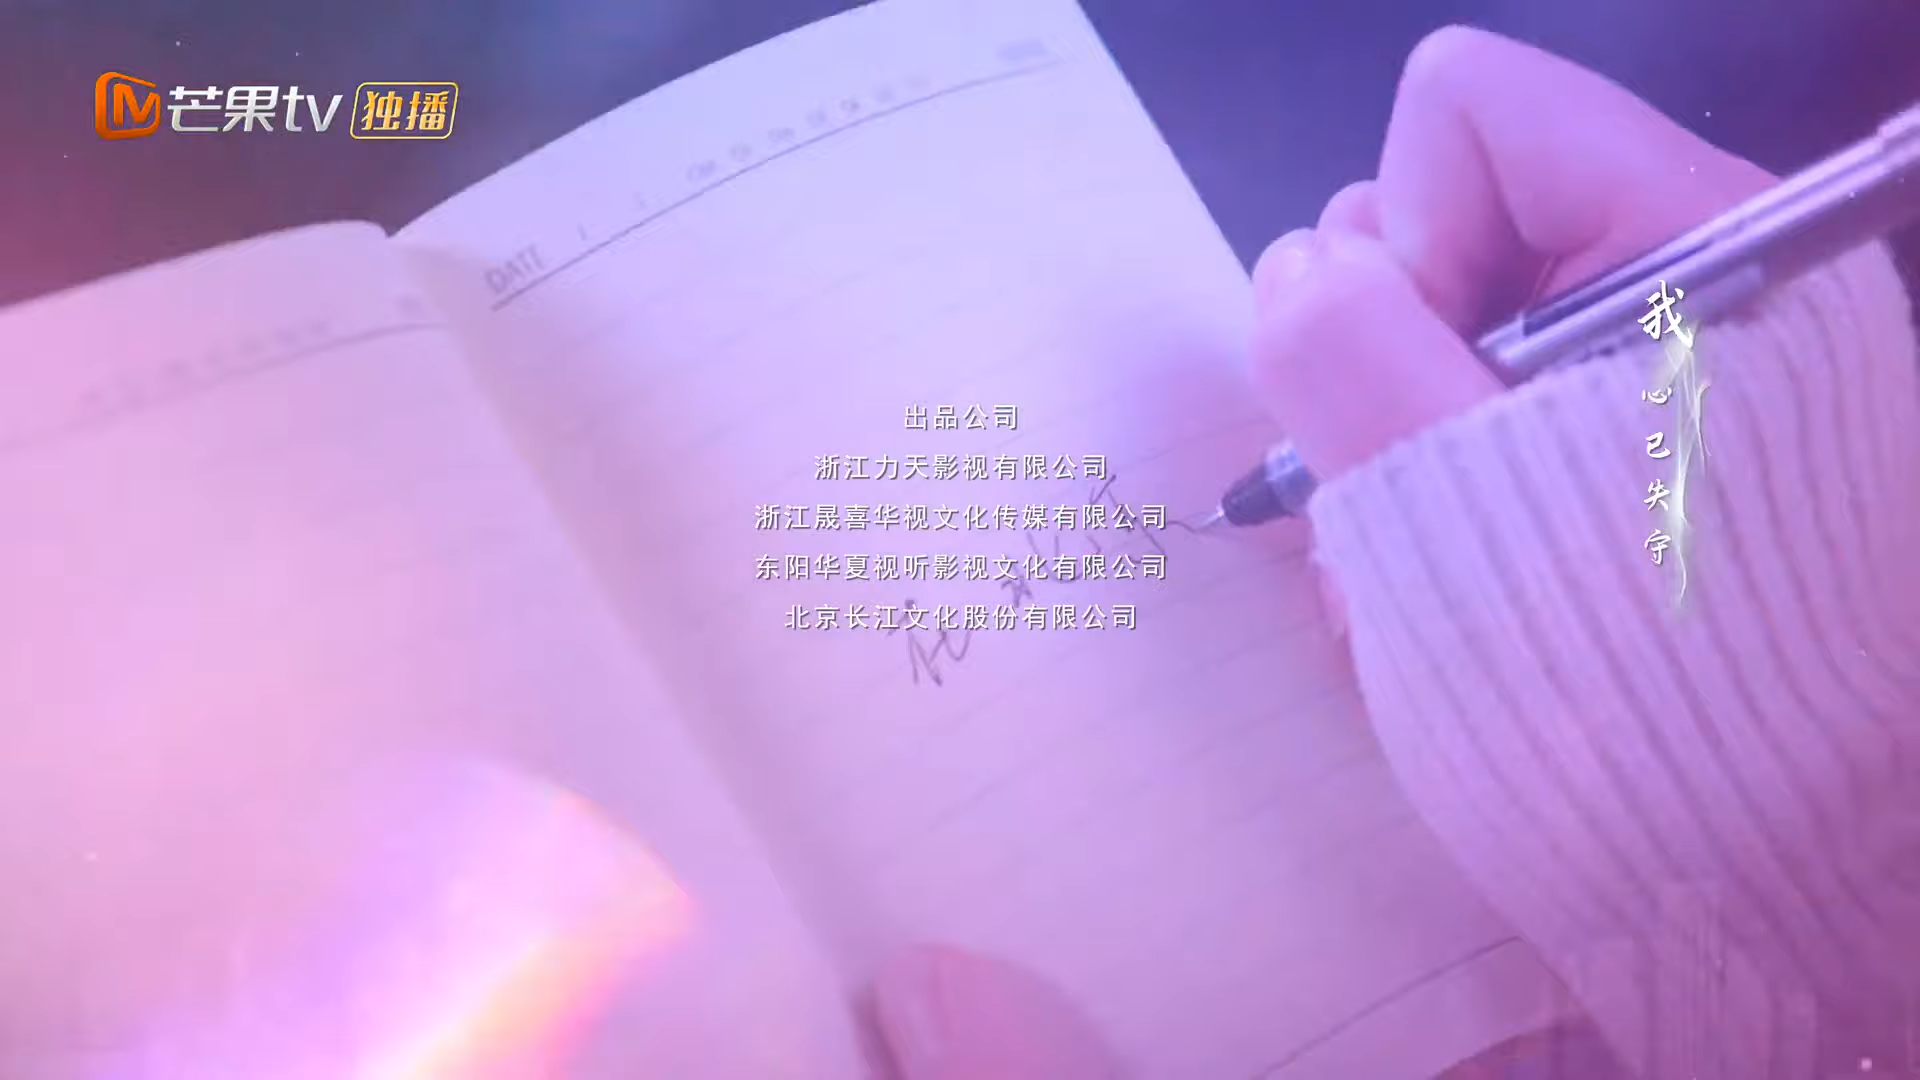 芒果tv 独播
DATE
出品公司
浙江力天影视有限公司
浙江晟喜华视文化传媒有限公司
东阳华夏视听影视文化有限公司
北京长江文化股份有限公司
我心已失守